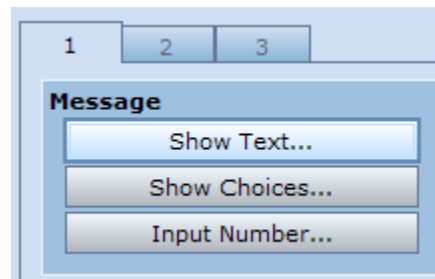 1 2 3
Message
Show Text...
Show Choices...
Input Number...